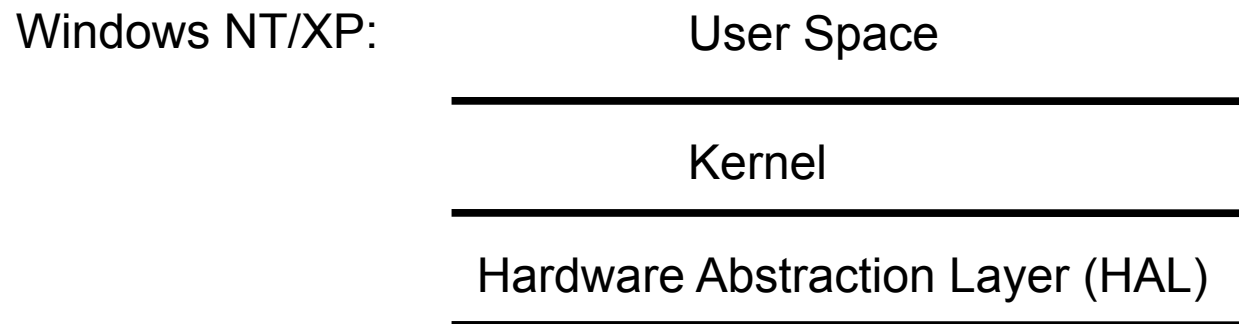 Windows NT/XP: User Space
Kernel
Hardware Abstraction Layer (HAL)